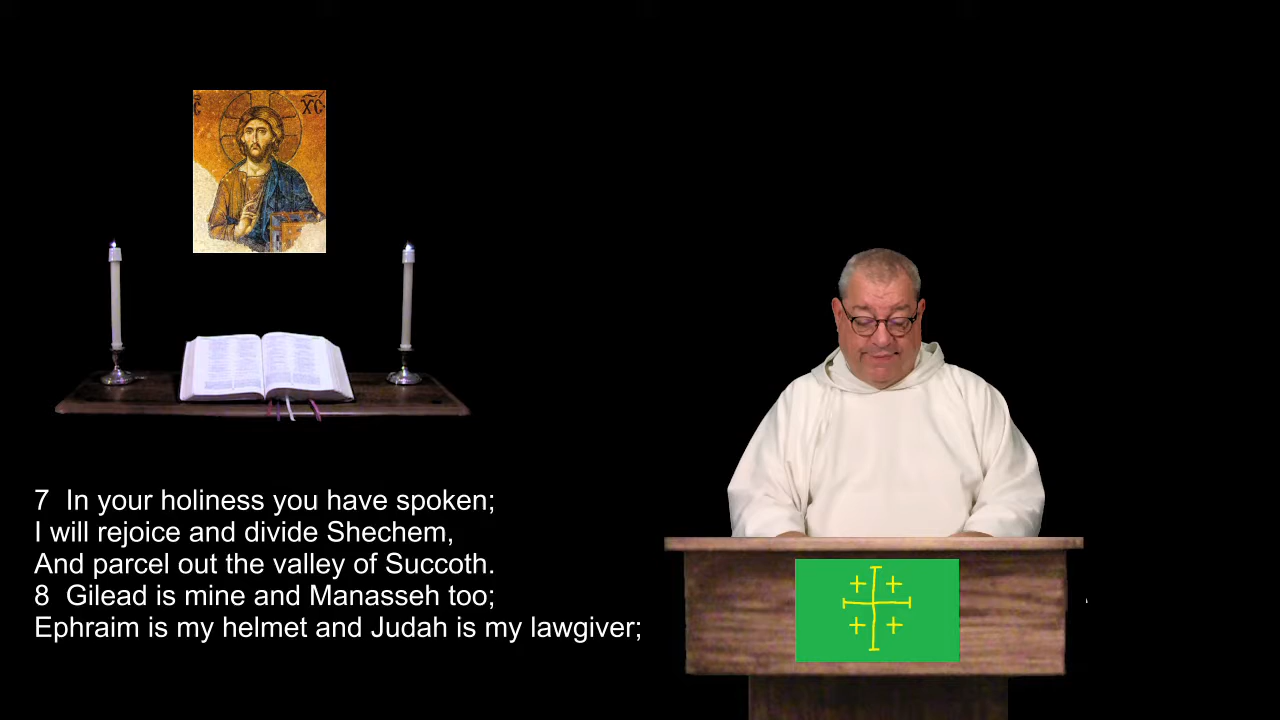 C XC
7 In your holiness you have spoken;
I will rejoice and divide Shechem,
And parcel out the valley of Succoth.
8 Gilead is mine and Manasseh too;
Ephraim is my helmet and Judah is my lawgiver;